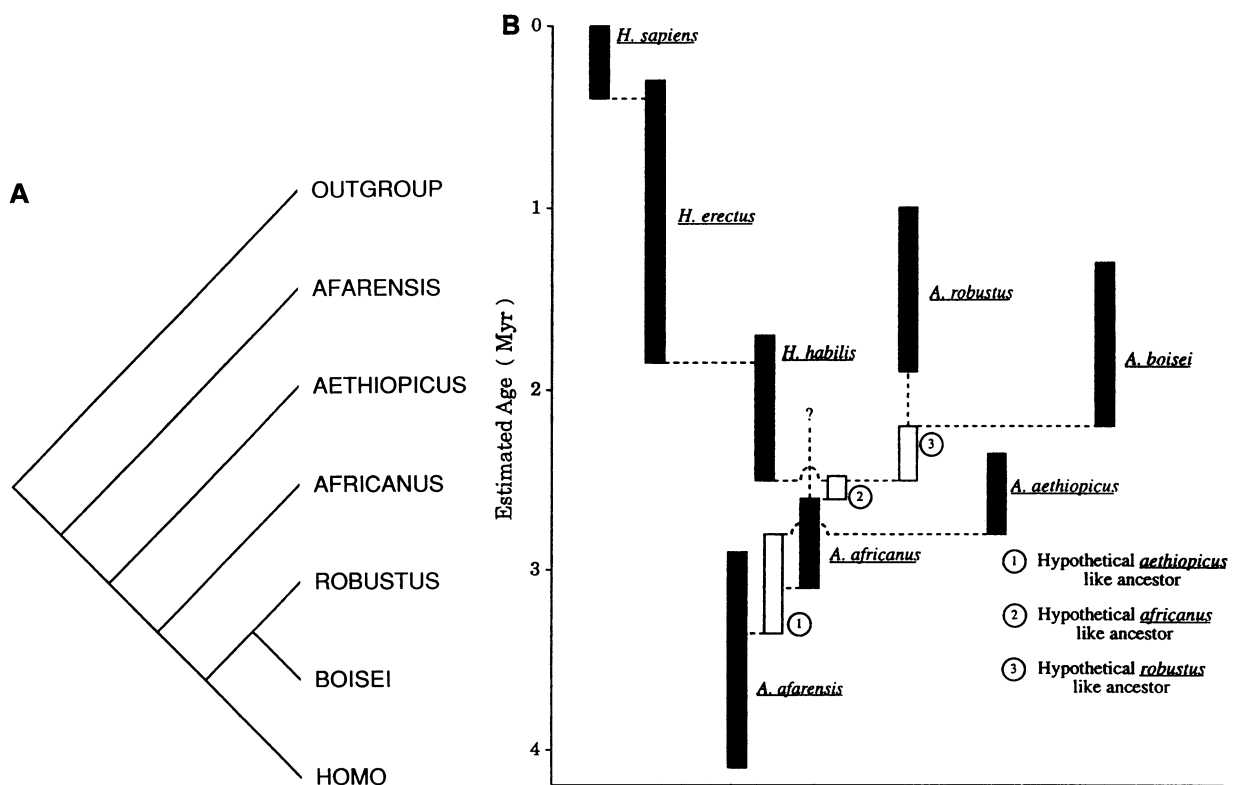 A
OUTGROUP
AFARENSIS
AETHIOPICUS
AFRICANUS
ROBUSTUS
BOISEI
HOMO
B
Estimated Age ( Myr )
0
1
2
3
4
H. sapiens
H. erectus
A. robustus
H. habilis
A. boisei
?
3
A. aethiopicus
2
A. africanus
1
A. afarensis
1 Hypothetical aethiopicus
like ancestor
2 Hypothetical africanus
like ancestor
3 Hypothetical robustus
like ancestor